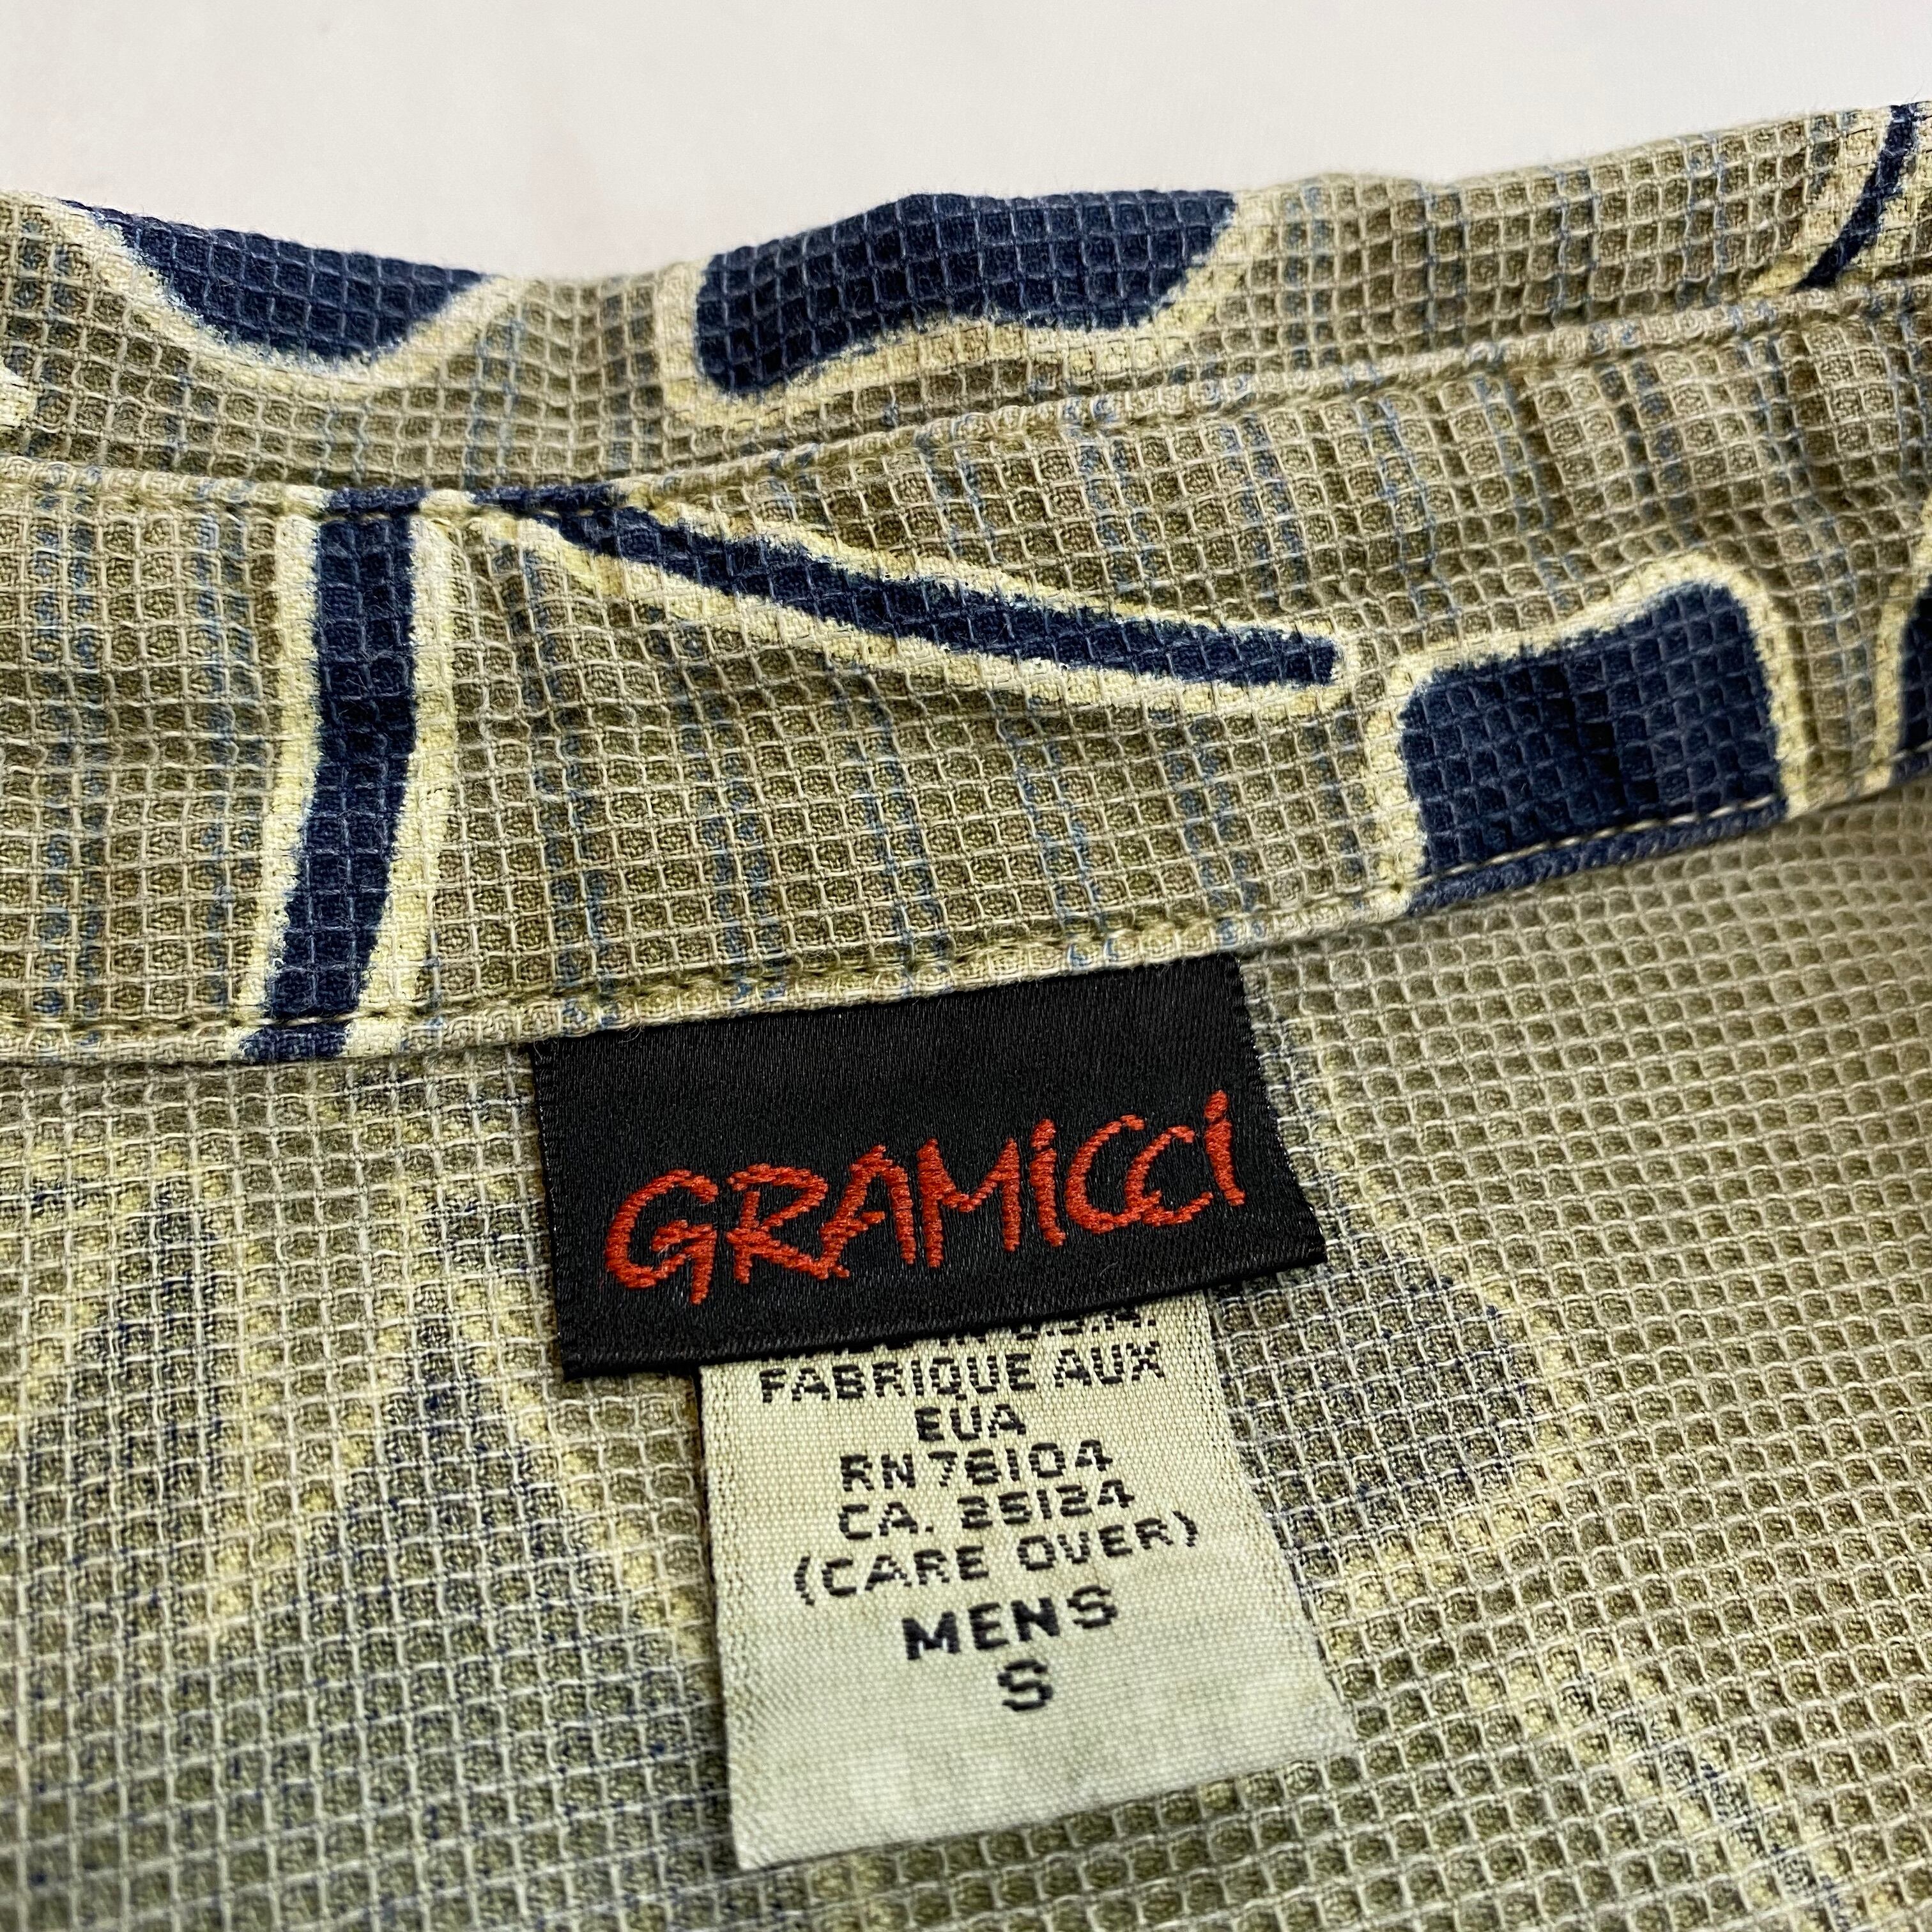 GRAMICCI
U.S.A.
FABRIQUE AUX
EUA
RN 76104
CA. 25124
(CARE OVER)
MENS
S